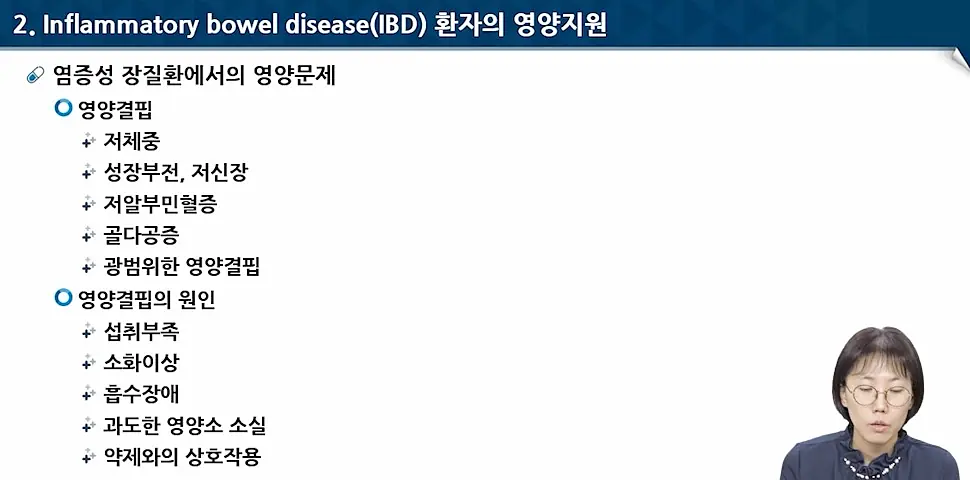 2. Inflammatory bowel disease(IBD) 환자의 영양지원
염증성 장질환에서의 영양문제
영양결핍
저체중
성장부전, 저신장
저알부민혈증
골다공증
광범위한 영양결핍
영양결핍의 원인
섭취부족
소화이상
흡수장애
과도한 영양소 소실
약제와의 상호작용